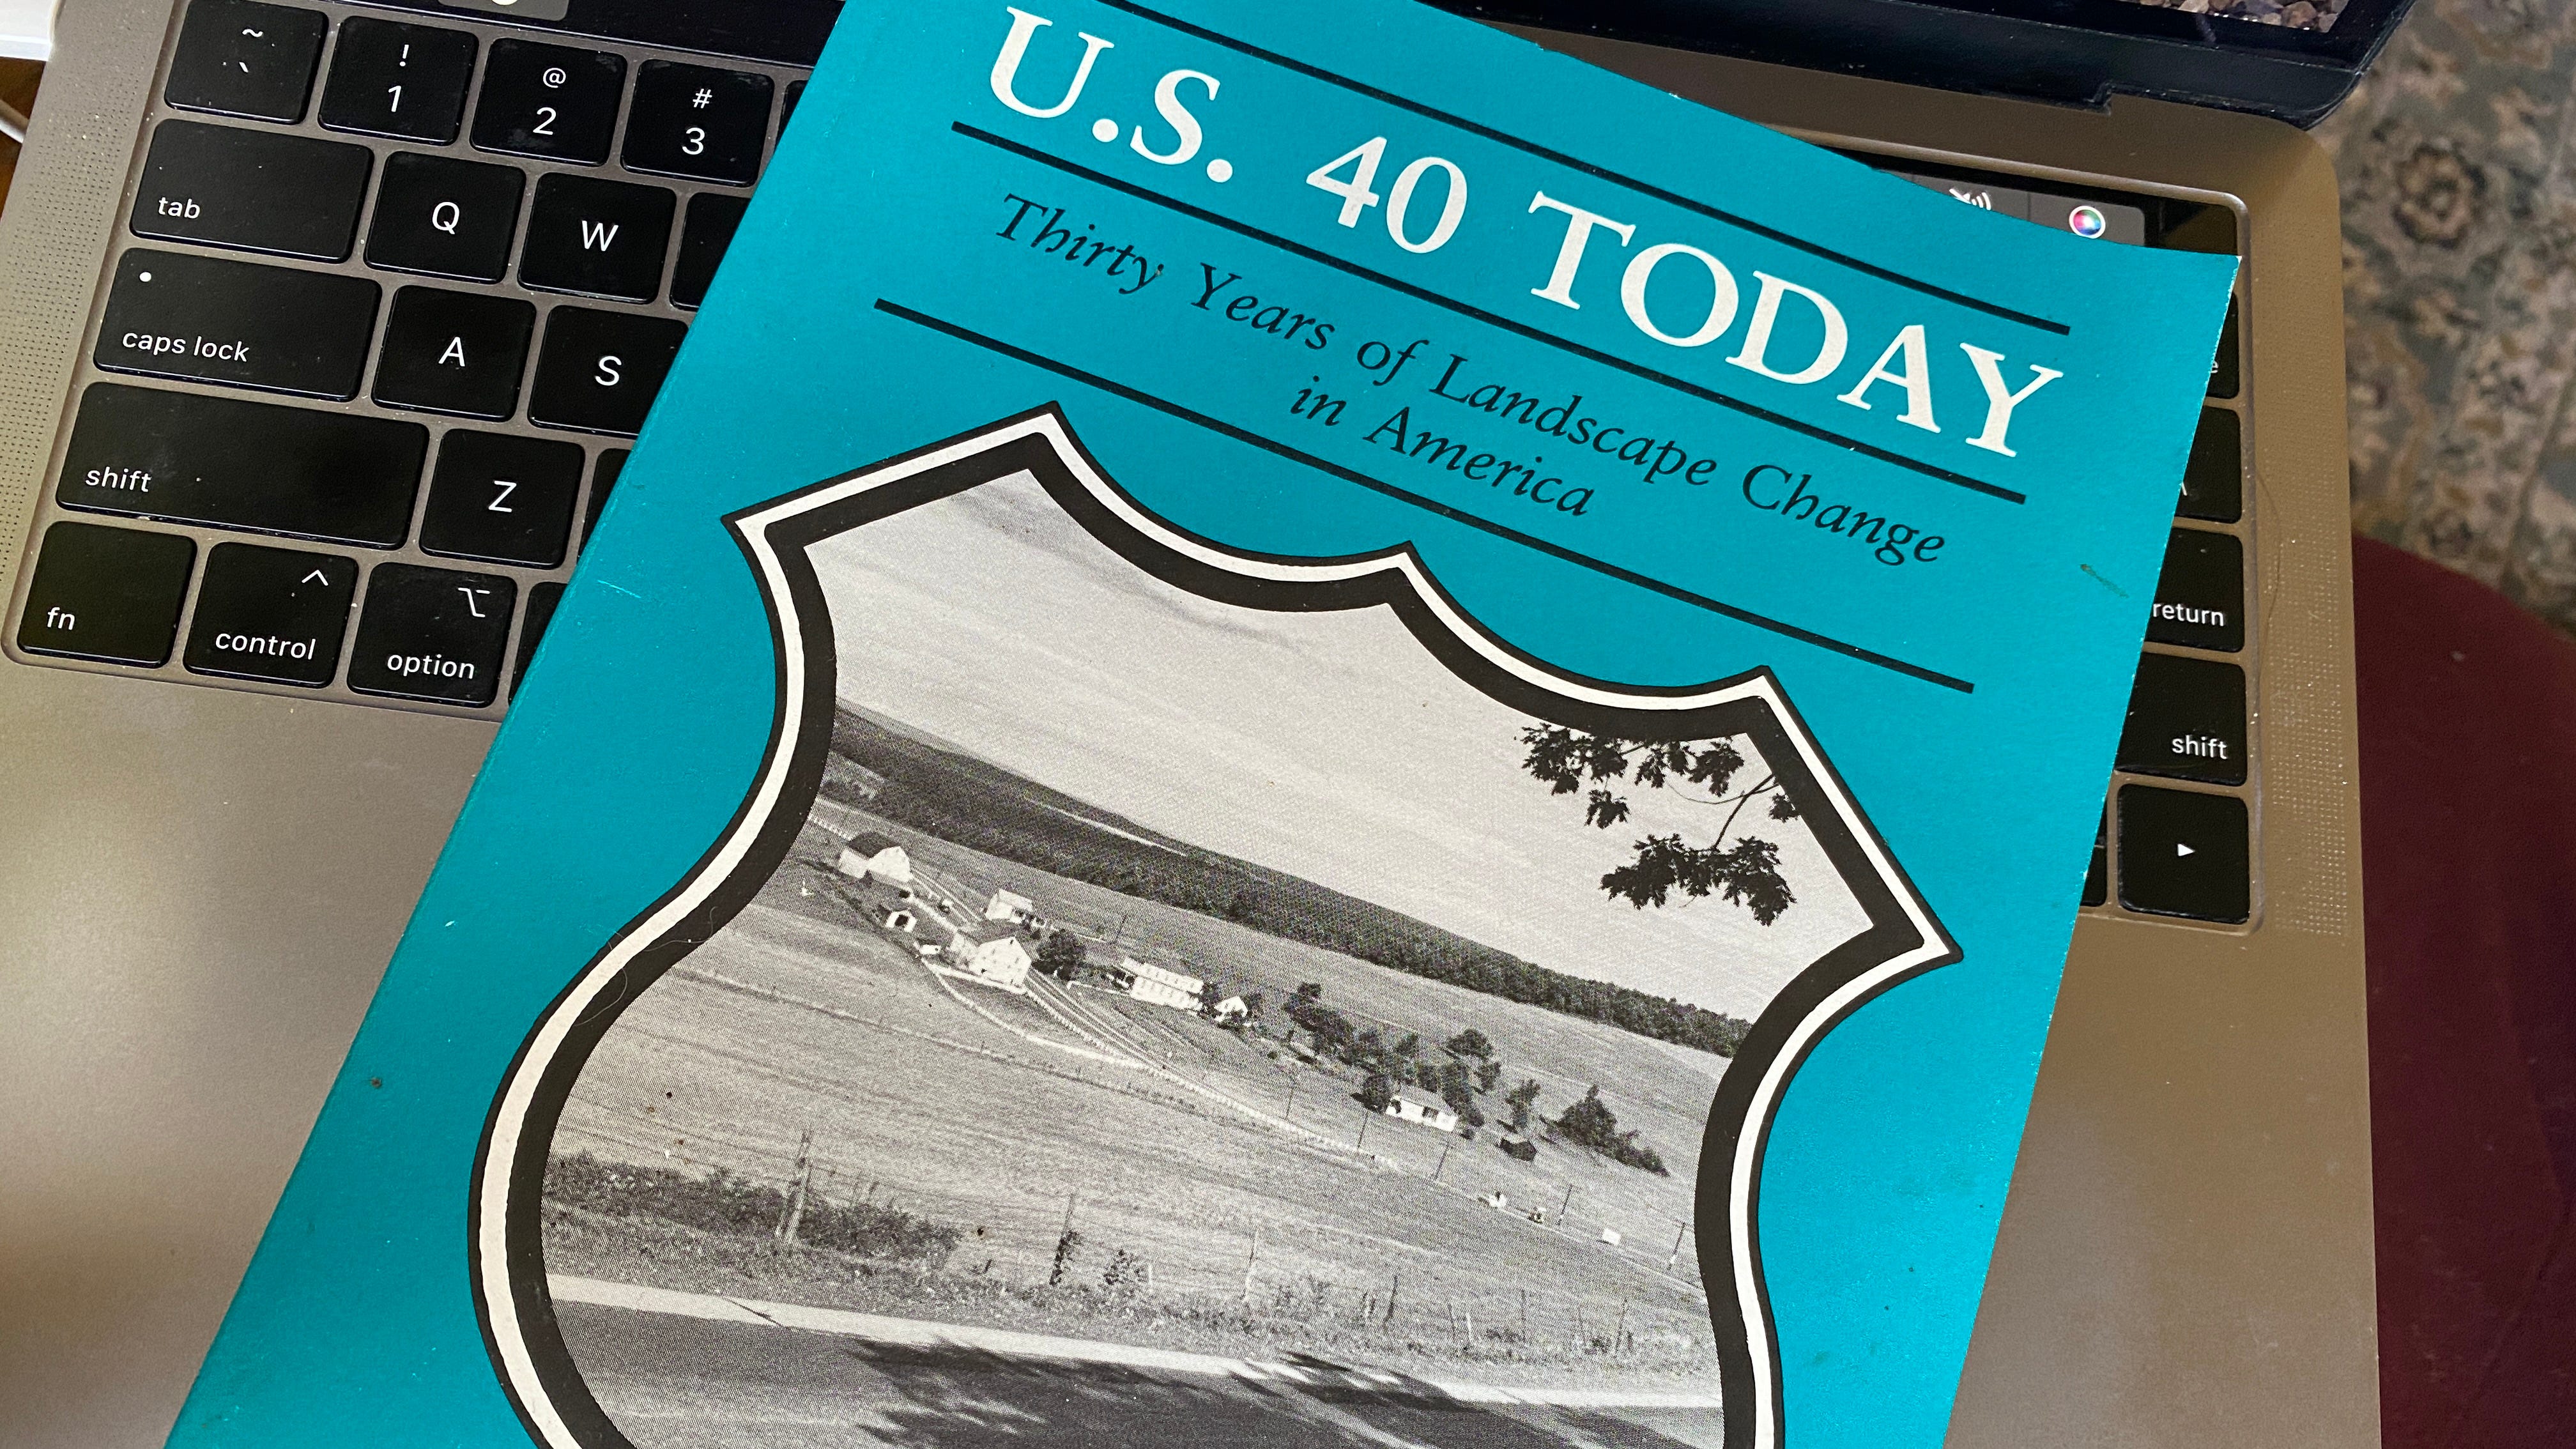 U.S. 40 TODAY
Thirty Years of Landscape Change
in America
~
`
! 1
@ 2
# 3
tab
Q
W
caps lock
A
S
shift
Z
fn
^
control
⌥
option
return
shift